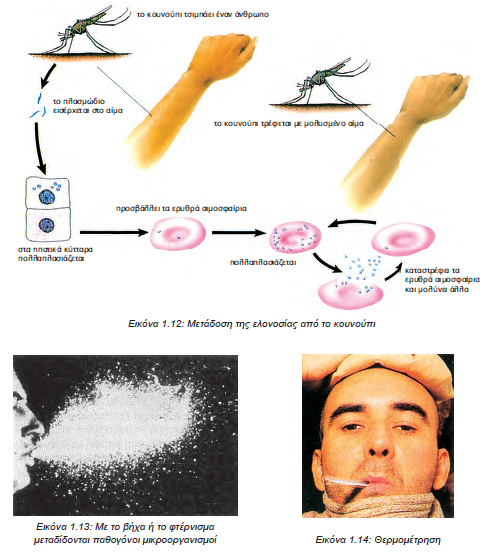 το κουνούπι τσιμπάει έναν άνθρωπο
το πλασμώδιο
εισέρχεται στο αίμα
το κουνούπι τρέφεται με μολυσμένο αίμα
προσβάλλει τα ερυθρά αιμοσφαίρια
στα ηπατικά κύτταρα
πολλαπλασιάζεται
πολλαπλασιάζεται
καταστρέφει τα
ερυθρά αιμοσφαίρια
και μολύνει άλλα
Εικόνα 1.12: Μετάδοση της ελονοσίας από το κουνούπι
Εικόνα 1.13: Με το βήχα ή το φτέρνισμα
μεταδίδονται παθογόνοι μικροοργανισμοί
Εικόνα 1.14: Θερμομέτρηση